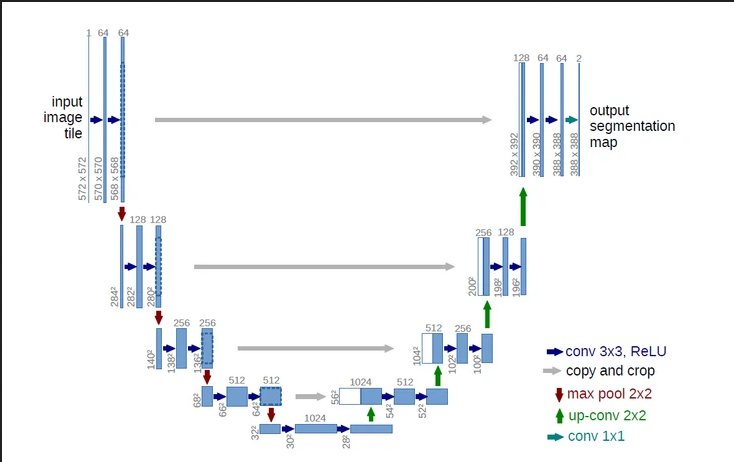 1 64 64
128 64 64 2
input
image
tile
output
segmentation
map
572 x 572
570 x 570
568 x 568
392 x 392
390 x 390
388 x 388
388 x 388
128 128
256 128
284²
282²
280²
200²
198²
196²
256 256
512 256
140²
138²
136²
104²
102²
100²
512 512
1024 512
68²
66²
64²
56²
54²
52²
1024
32²
30²
28²
conv 3x3, ReLU
copy and crop
max pool 2x2
up-conv 2x2
conv 1x1